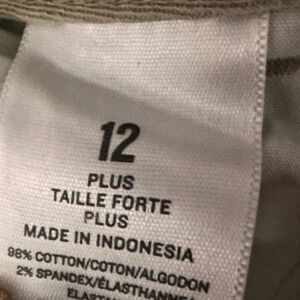 12
PLUS
TAILLE FORTE
PLUS
MADE IN INDONESIA
98% COTTON/COTON/ALGODON
2% SPANDEX/ÉLASTHANNE/